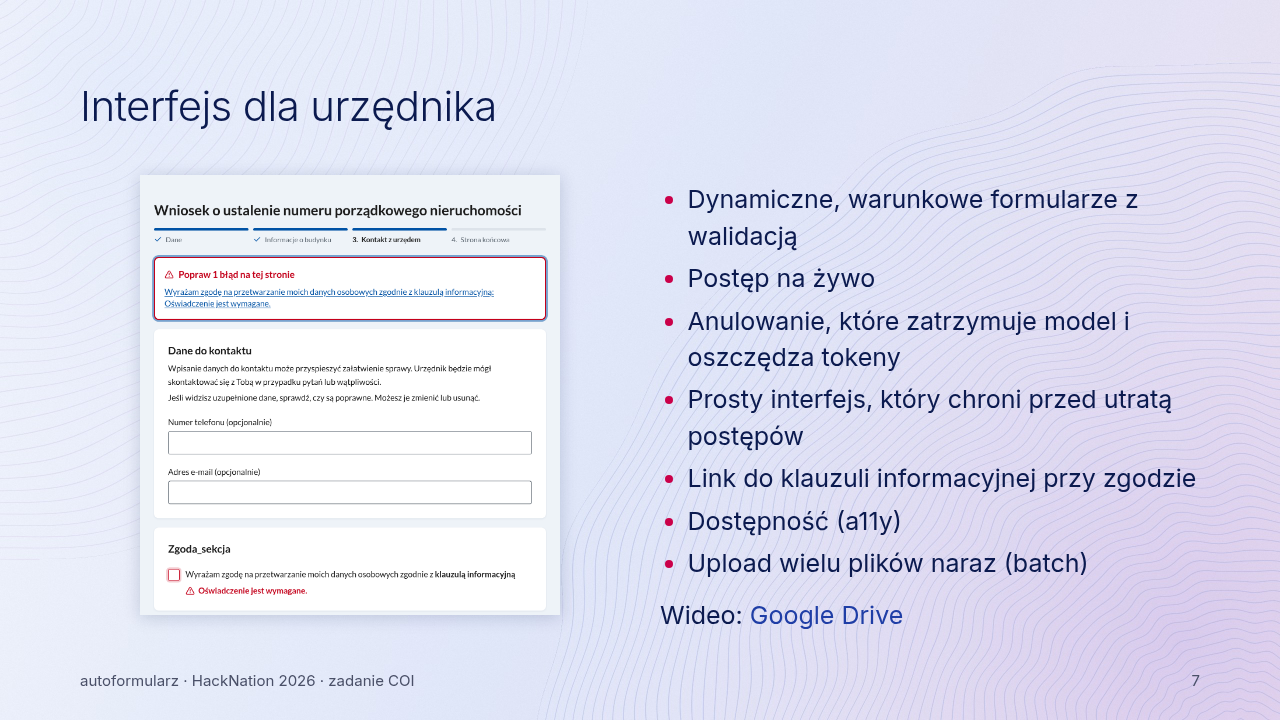 Interfejs dla urzędnika
Wniosek o ustalenie numeru porządkowego nieruchomości
Dane
Informacje o budynku
3. Kontakt z urzędem
4. Strona końcowa
Popraw 1 błąd na tej stronie
Wyrażam zgodę na przetwarzanie moich danych osobowych zgodnie z klauzulą informacyjną:
Oświadczenie jest wymagane.
Dane do kontaktu
Wpisanie danych do kontaktu może przyspieszyć załatwienie sprawy. Urzędnik będzie mógł
skontaktować się z Tobą w przypadku pytań lub wątpliwości.
Jeśli widzisz uzupełnione dane, sprawdź, czy są poprawne. Możesz je zmienić lub usunąć.
Numer telefonu (opcjonalnie)
Adres e-mail (opcjonalnie)
Zgoda_sekcja
Wyrażam zgodę na przetwarzanie moich danych osobowych zgodnie z klauzulą informacyjną
Oświadczenie jest wymagane.
• Dynamiczne, warunkowe formularze z
walidacją
• Postęp na żywo
• Anulowanie, które zatrzymuje model i
oszczędza tokeny
• Prosty interfejs, który chroni przed utratą
postępów
• Link do klauzuli informacyjnej przy zgodzie
• Dostępność (a11y)
• Upload wielu plików naraz (batch)
Wideo: Google Drive
autoformularz · HackNation 2026 · zadanie COI
7